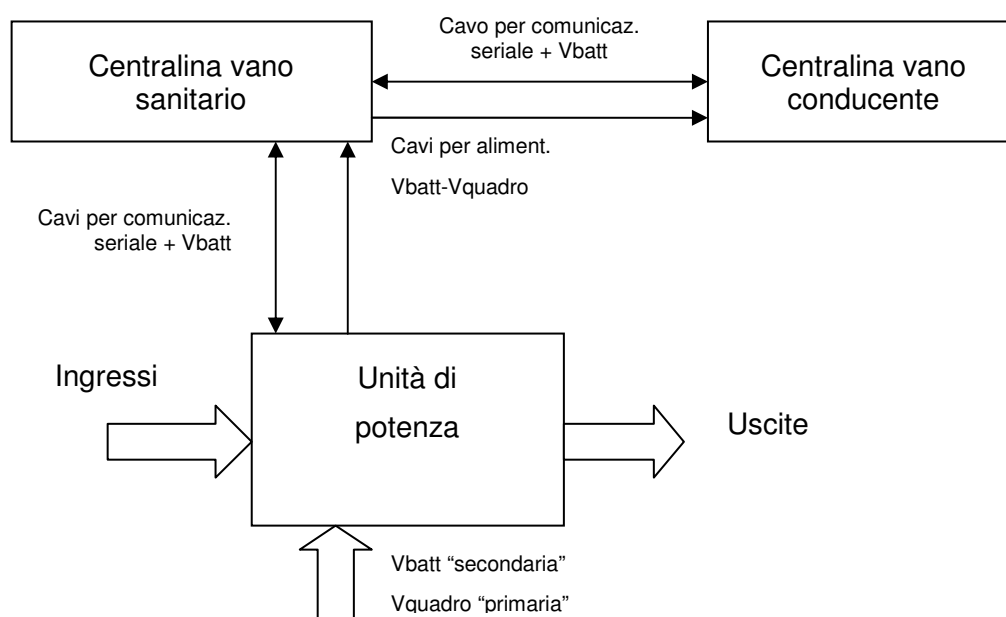 Centralina vano
sanitario
Cavo per comunicaz.
seriale + Vbatt
Centralina vano
conducente
Cavi per aliment.
Vbatt-Vquadro
Cavi per comunicaz.
seriale + Vbatt
Ingressi
Unità di
potenza
Uscite
Vbatt “secondaria”
Vquadro “primaria”